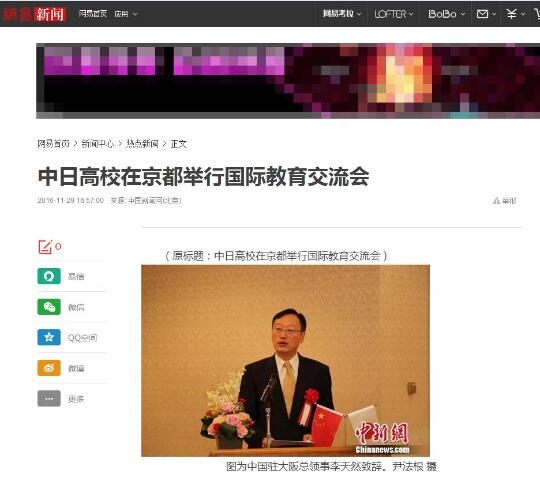 網易 新闻 网易首页 应用 网易考拉 LOFTER BoBo
网易首页 > 新闻中心 > 热点新闻 > 正文
中日高校在京都举行国际教育交流会
2016-11-29 16:57:00 来源: 中国新闻网(北京) 举报
0
(原标题：中日高校在京都举行国际教育交流会)
易信
微信
QQ空间
微博
更多
中新網
Chinanews.com
图为中国驻大阪总领事李天然致辞。尹法根 摄